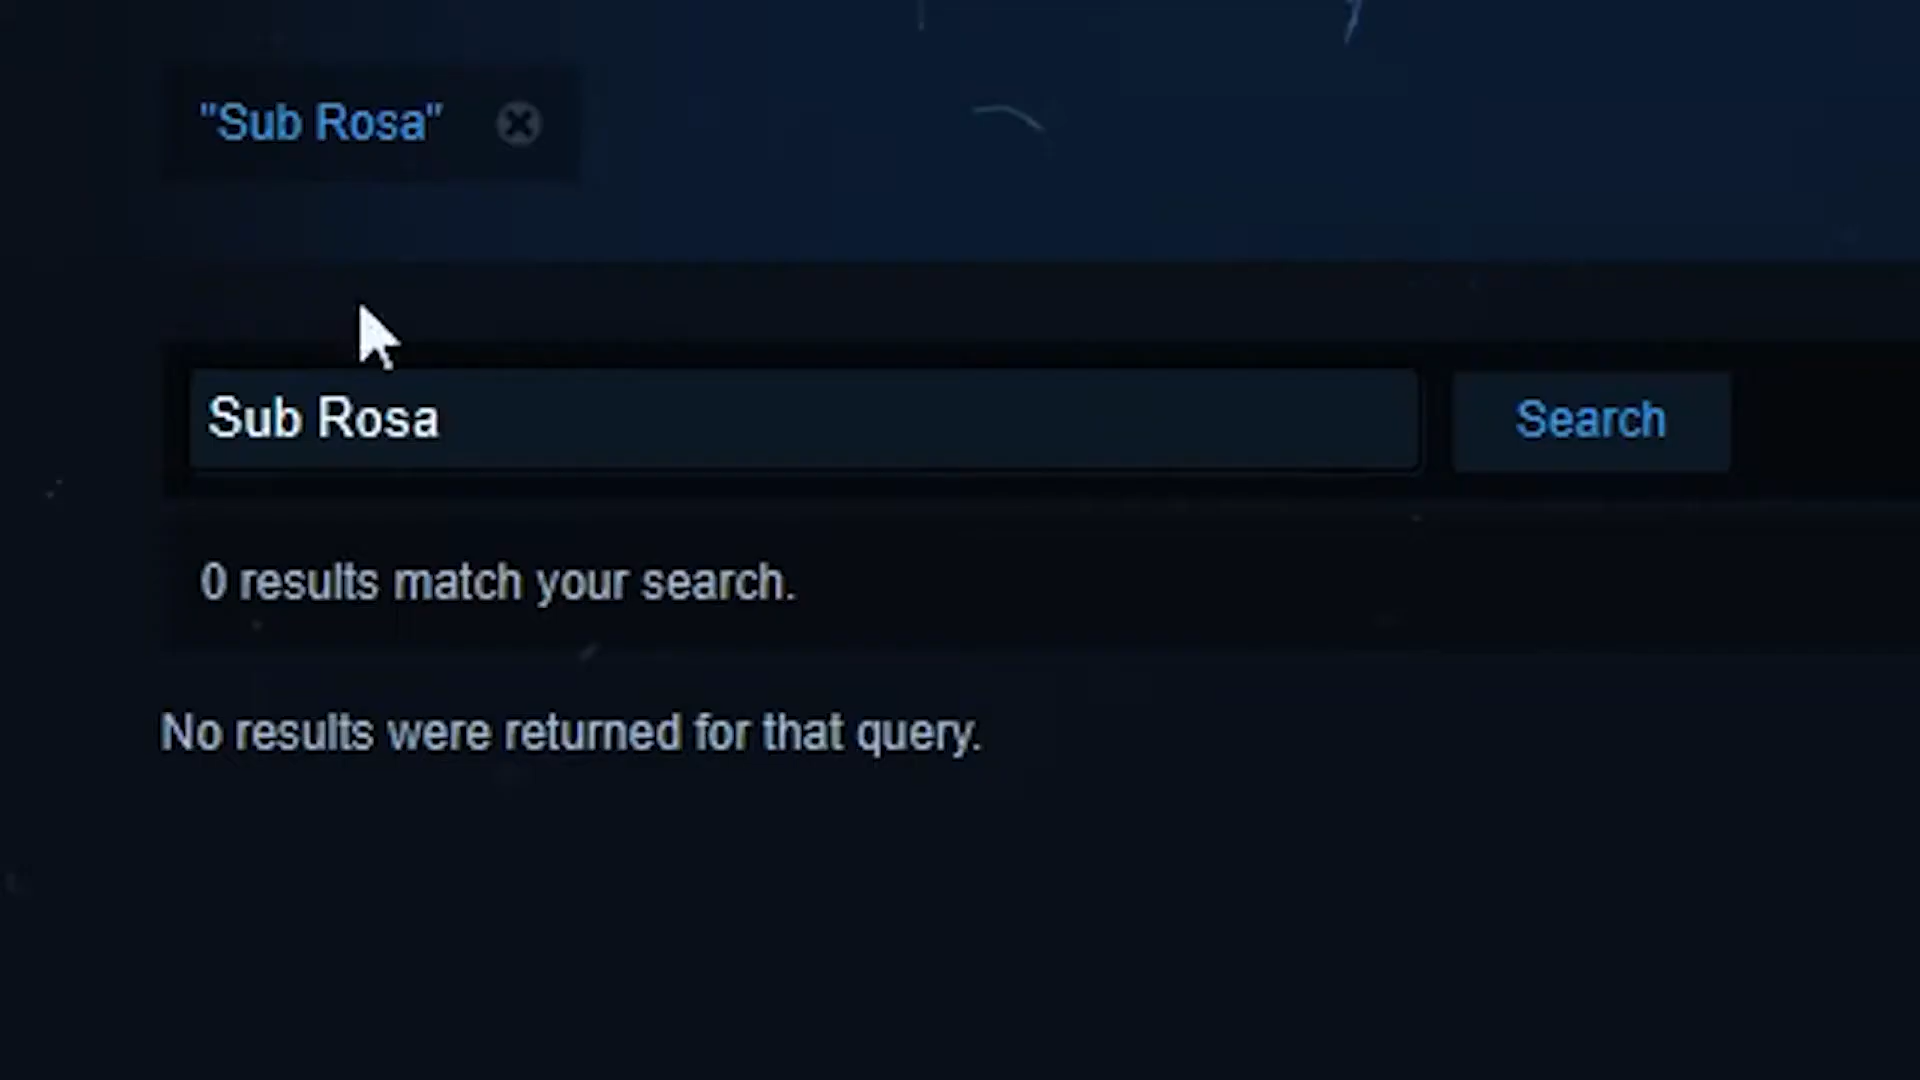 "Sub Rosa"
Sub Rosa
Search
0 results match your search.
No results were returned for that query.